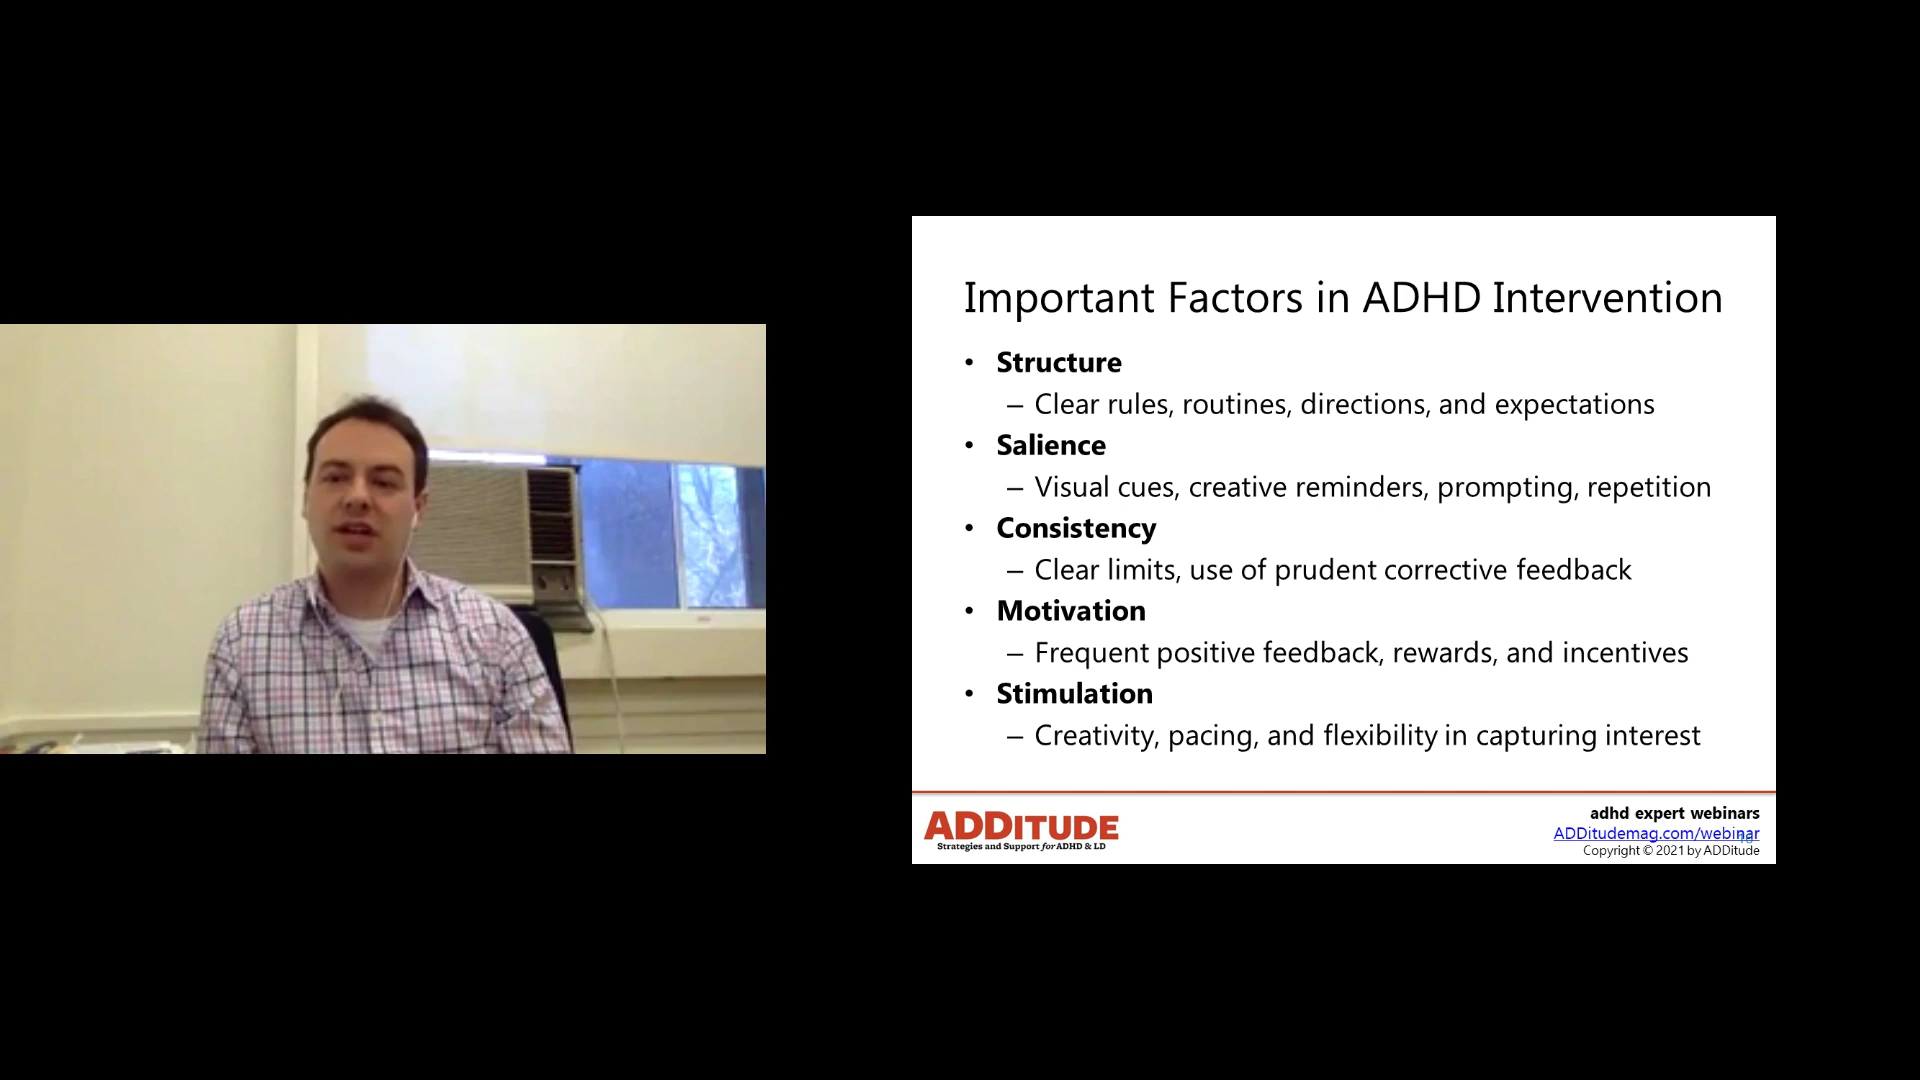 Important Factors in ADHD Intervention
• Structure
– Clear rules, routines, directions, and expectations
• Salience
– Visual cues, creative reminders, prompting, repetition
• Consistency
– Clear limits, use of prudent corrective feedback
• Motivation
– Frequent positive feedback, rewards, and incentives
• Stimulation
– Creativity, pacing, and flexibility in capturing interest
ADDITUDE
Strategies and Support for ADHD & LD
adhd expert webinars
ADDitudemag.com/webinar
Copyright © 2021 by ADDitude